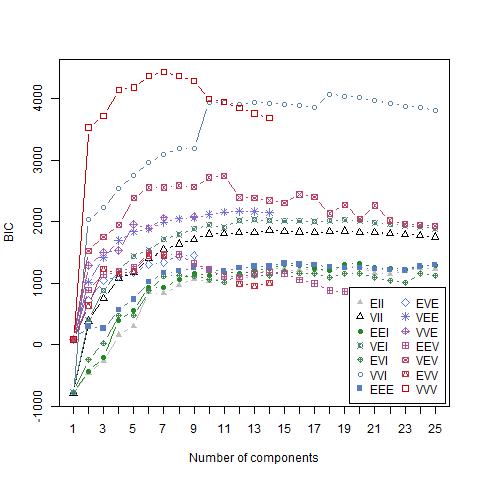 BIC
4000
3000
2000
1000
0
-1000
1 3 5 7 9 11 13 15 17 19 21 23 25
Number of components
EII EVE
VII VEE
EEI VVE
VEI EEV
EVI VEV
VVI EVV
EEE VVV